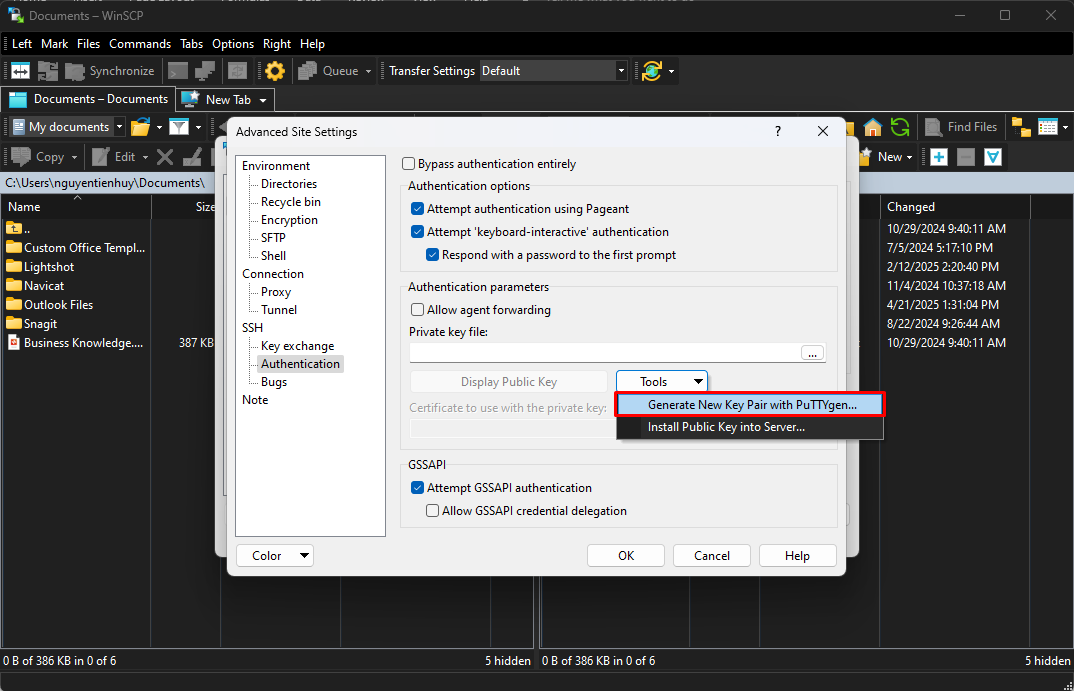 Documents – WinSCP
Left Mark Files Commands Tabs Options Right Help
Synchronize Queue Transfer Settings Default
Documents – Documents New Tab
My documents Find Files
Copy Edit New
C:\Users\nguyentienhuy\Documents\
Name Size Changed
.. 10/29/2024 9:40:11 AM
Custom Office Templ... 7/5/2024 5:17:10 PM
Lightshot 2/12/2025 2:20:40 PM
Navicat 11/4/2024 10:37:18 AM
Outlook Files 4/21/2025 1:31:04 PM
Snagit 8/22/2024 9:26:44 AM
Business Knowledge.... 387 KB 10/29/2024 9:40:11 AM
Advanced Site Settings ?
Environment
Directories
Recycle bin
Encryption
SFTP
Shell
Connection
Proxy
Tunnel
SSH
Key exchange
Authentication
Bugs
Note
Bypass authentication entirely
Authentication options
Attempt authentication using Pageant
Attempt 'keyboard-interactive' authentication
Respond with a password to the first prompt
Authentication parameters
Allow agent forwarding
Private key file:
...
Display Public Key Tools
Generate New Key Pair with PuTTYgen...
Install Public Key into Server...
Certificate to use with the private key:
GSSAPI
Attempt GSSAPI authentication
Allow GSSAPI credential delegation
Color OK Cancel Help
0 B of 386 KB in 0 of 6 5 hidden 0 B of 386 KB in 0 of 6 5 hidden